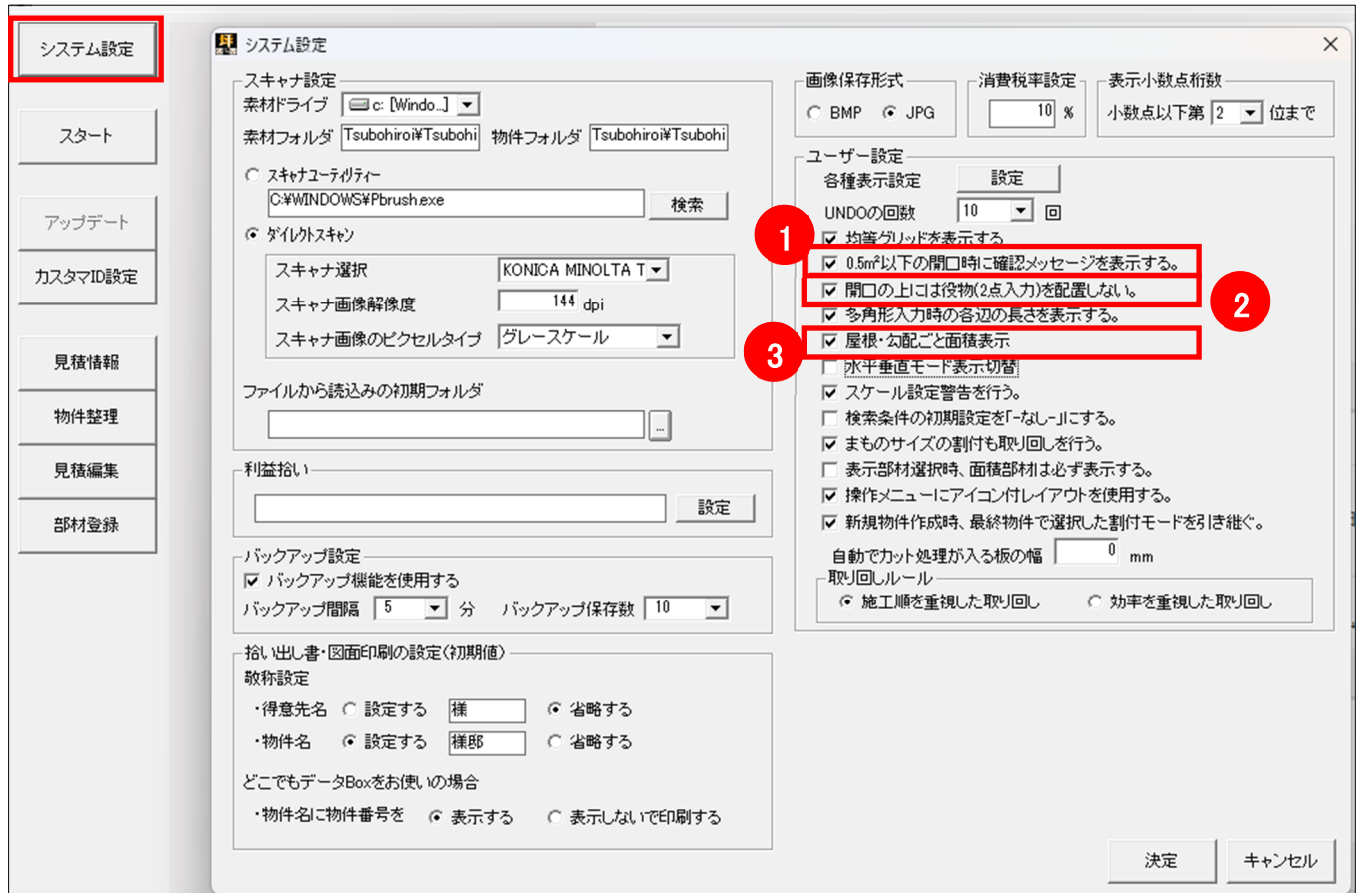 システム設定
スタート
アップデート
カスタマID設定
見積情報
物件整理
見積編集
部材登録
坪
システム設定
スキャナ設定
素材ドライブ c: [Windo...]
素材フォルダ Tsubohiroi¥Tsubohi 物件フォルダ Tsubohiroi¥Tsubohi
スキャナユーティリティー
C:¥WINDOWS¥Pbrush.exe 検索
ダイレクトスキャン
スキャナ選択 KONICA MINOLTA T
スキャナ画像解像度 144 dpi
スキャナ画像のピクセルタイプ グレースケール
ファイルから読込みの初期フォルダ
...
利益拾い
設定
バックアップ設定
バックアップ機能を使用する
バックアップ間隔 5 分 バックアップ保存数 10
拾い出し書・図面印刷の設定(初期値)
敬称設定
・得意先名 設定する 様 省略する
・物件名 設定する 様邸 省略する
どこでもデータBoxをお使いの場合
・物件名に物件番号を 表示する 表示しないで印刷する
画像保存形式
BMP JPG
消費税率設定
10 %
表示小数点桁数
小数点以下第 2 位まで
ユーザー設定
各種表示設定 設定
UNDOの回数 10 回
1
均等グリッドを表示する
0.5㎡以下の開口時に確認メッセージを表示する。
開口の上には役物(2点入力)を配置しない。
2
多角形入力時の各辺の長さを表示する。
3
屋根・勾配ごと面積表示
水平垂直モード表示切替
スケール設定警告を行う。
検索条件の初期設定を「-なし-」にする。
まものサイズの割付も取り回しを行う。
表示部材選択時、面積部材は必ず表示する。
操作メニューにアイコン付レイアウトを使用する。
新規物件作成時、最終物件で選択した割付モードを引き継ぐ。
自動でカット処理が入る板の幅 0 mm
取り回しルール
施工順を重視した取り回し 効率を重視した取り回し
決定 キャンセル